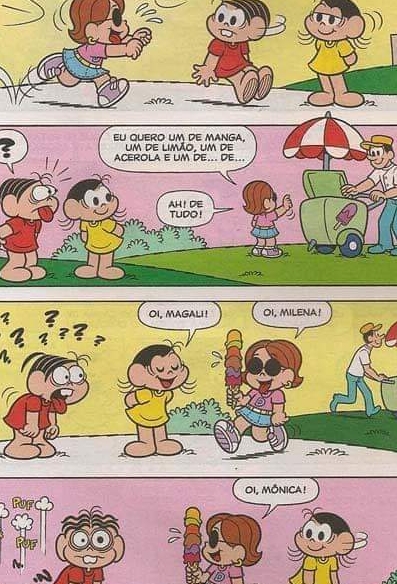 ?
EU QUERO UM DE MANGA,
UM DE LIMÃO, UM DE
ACEROLA E UM DE... DE...
AH! DE
TUDO!
OI, MAGALI!
OI, MILENA!
? ? ? ? ? ? ?
OI, MÔNICA!
PUF
PUF